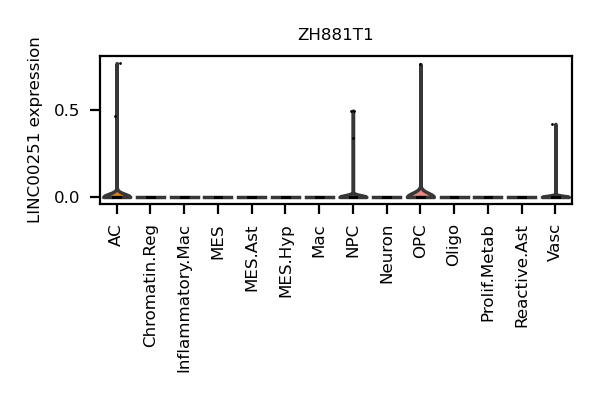 ZH881T1
LINC00251 expression
0.5
0.0
AC
Chromatin.Reg
Inflammatory.Mac
MES
MES.Ast
MES.Hyp
Mac
NPC
Neuron
OPC
Oligo
Prolif.Metab
Reactive.Ast
Vasc